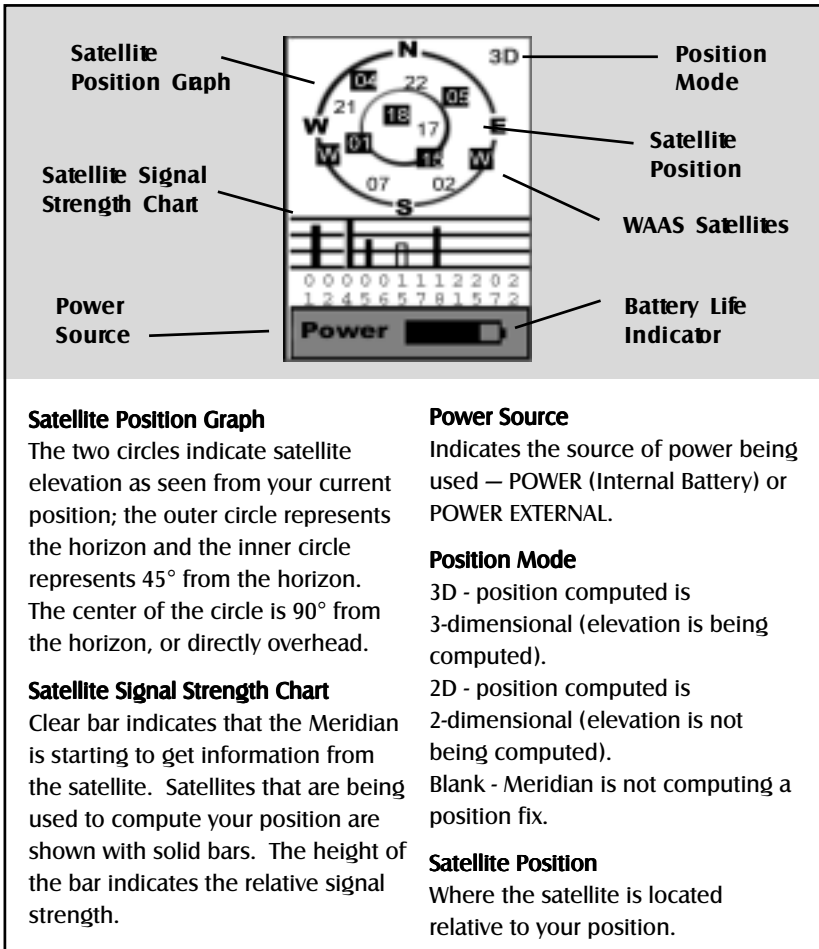 Satellite
Position Graph
Satellite Signal
Strength Chart
Power
Source
N
3D
04
22
05
21
18
W
17
E
01
15
W
W
07
02
S
0 0 0 0 0 1 1 1 2 2 0 2
1 2 4 5 6 5 7 8 1 5 7 2
Power
Position
Mode
Satellite
Position
WAAS Satellites
Battery Life
Indicator
Satellite Position Graph
The two circles indicate satellite
elevation as seen from your current
position; the outer circle represents
the horizon and the inner circle
represents 45° from the horizon.
The center of the circle is 90° from
the horizon, or directly overhead.
Satellite Signal Strength Chart
Clear bar indicates that the Meridian
is starting to get information from
the satellite. Satellites that are being
used to compute your position are
shown with solid bars. The height of
the bar indicates the relative signal
strength.
Power Source
Indicates the source of power being
used — POWER (Internal Battery) or
POWER EXTERNAL.
Position Mode
3D - position computed is
3-dimensional (elevation is being
computed).
2D - position computed is
2-dimensional (elevation is not
being computed).
Blank - Meridian is not computing a
position fix.
Satellite Position
Where the satellite is located
relative to your position.